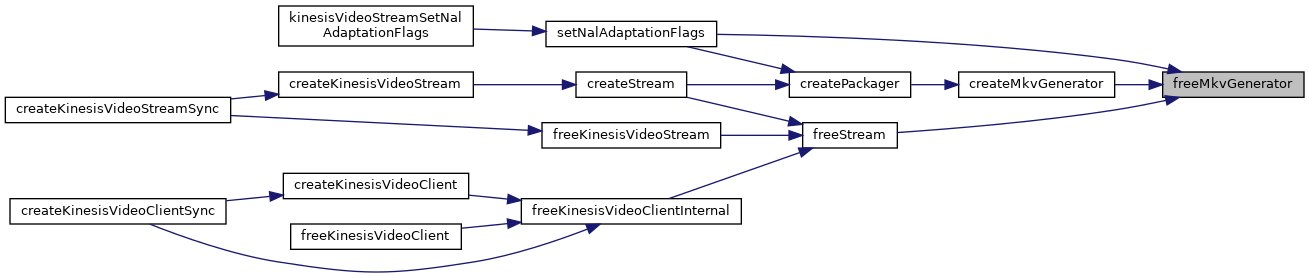 kinesisVideoStreamSetNal
AdaptationFlags
setNalAdaptationFlags
createKinesisVideoStream
createStream
createPackager
createMkvGenerator
freeMkvGenerator
createKinesisVideoStreamSync
freeKinesisVideoStream
freeStream
createKinesisVideoClient
createKinesisVideoClientSync
freeKinesisVideoClientInternal
freeKinesisVideoClient